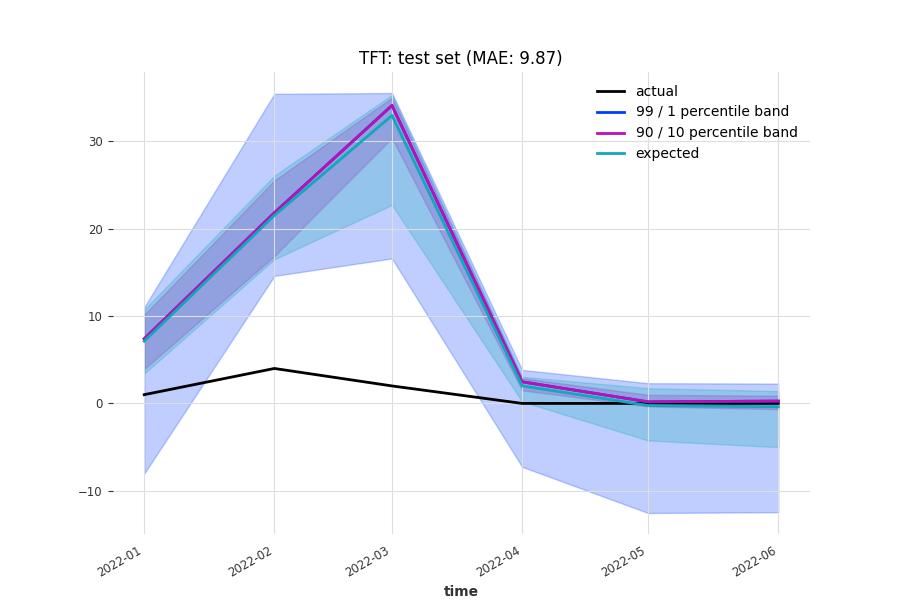 TFT: test set (MAE: 9.87)
actual
99 / 1 percentile band
90 / 10 percentile band
expected
30
20
10
0
−10
2022-01
2022-02
2022-03
2022-04
2022-05
2022-06
time